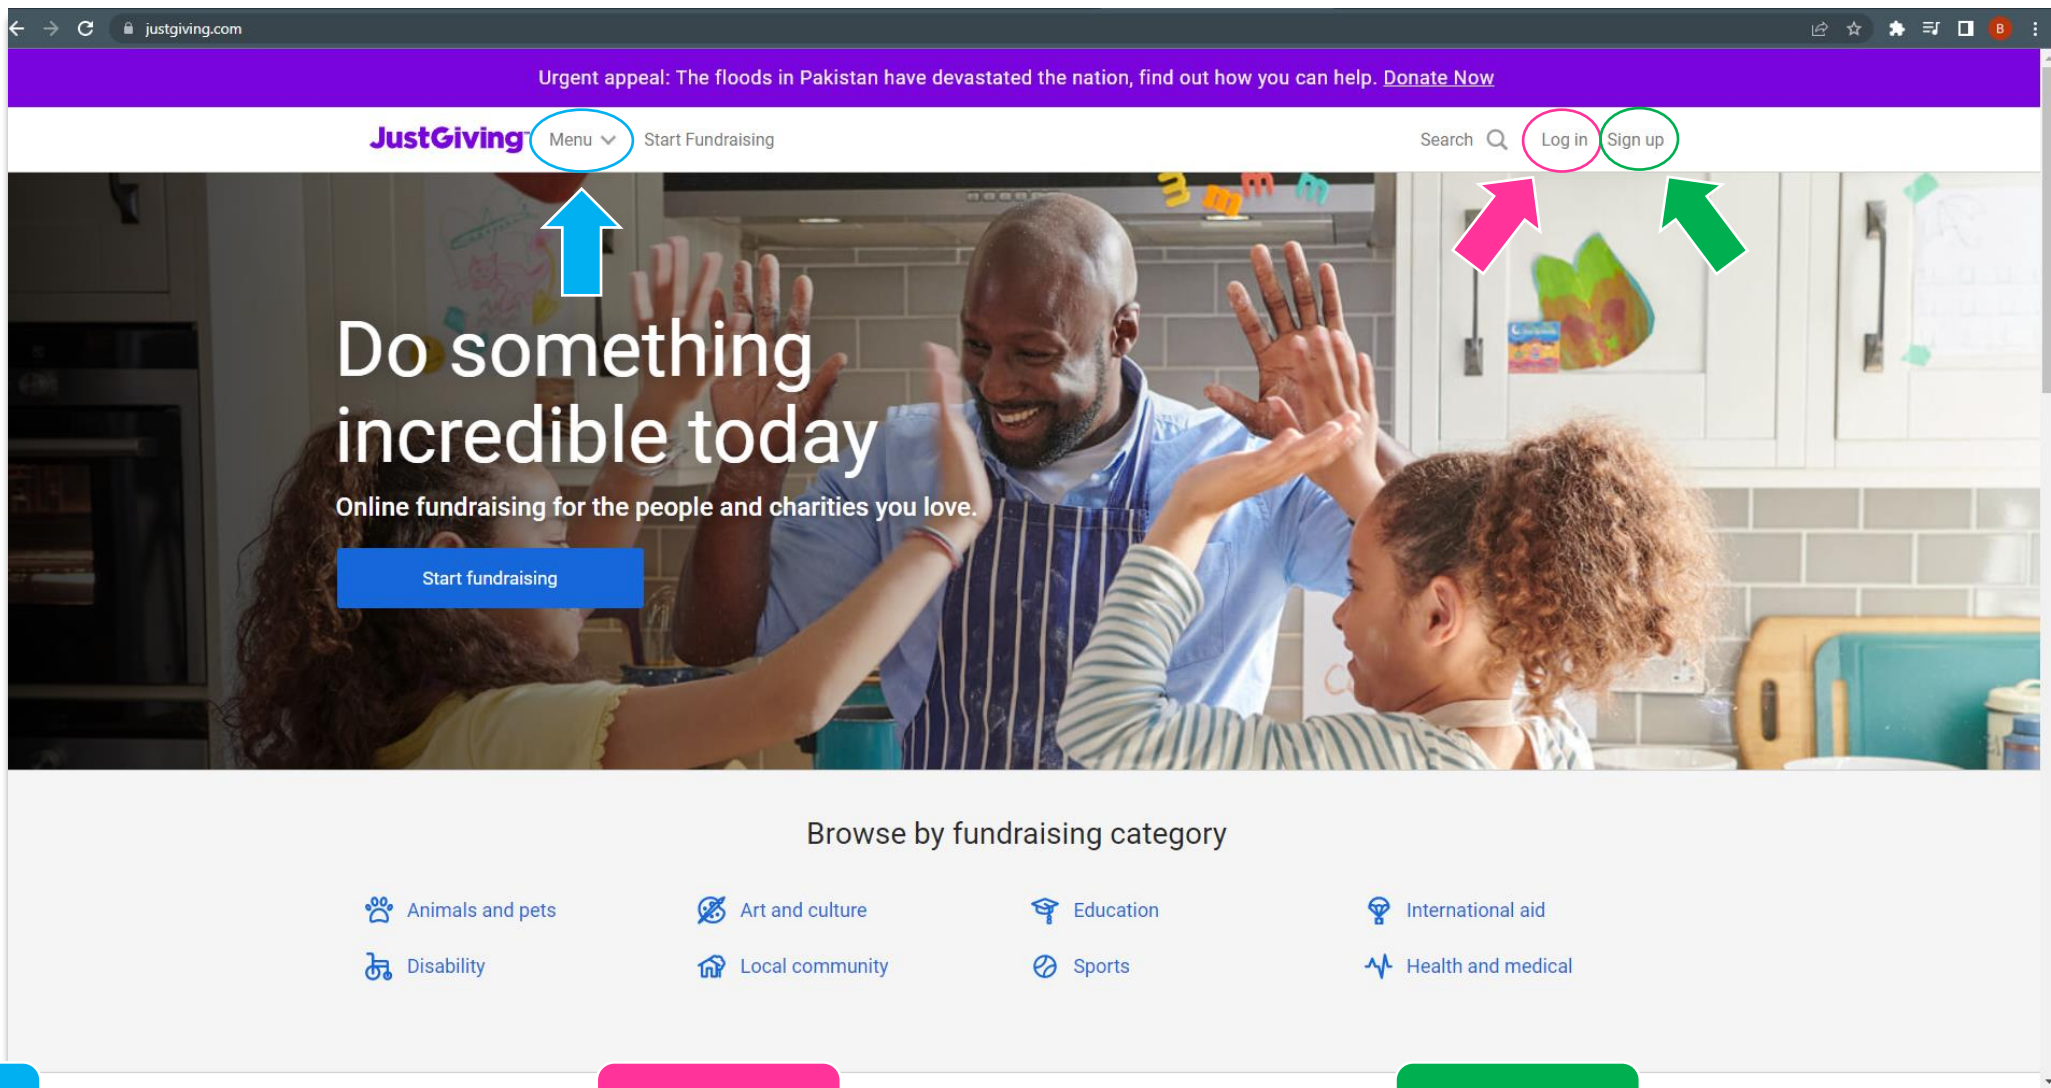 justgiving.com
B
Urgent appeal: The floods in Pakistan have devastated the nation, find out how you can help. Donate Now
JustGiving™ Menu Start Fundraising Search Log in Sign up
Do something
incredible today
Online fundraising for the people and charities you love.
Start fundraising
Browse by fundraising category
Animals and pets Art and culture Education International aid
Disability Local community Sports Health and medical